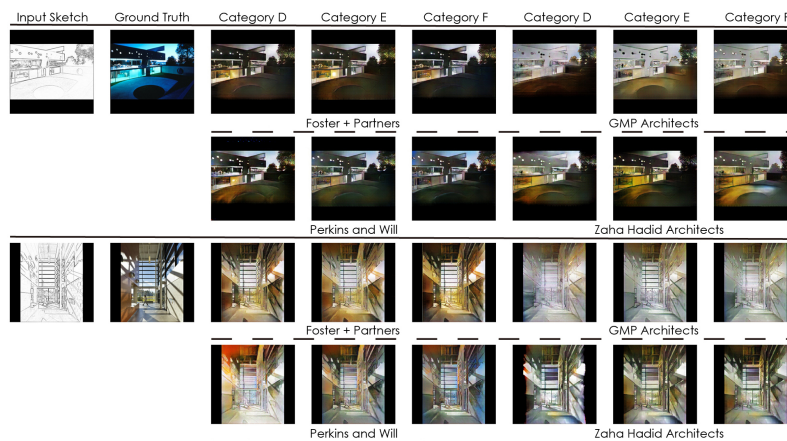 Input Sketch Ground Truth Category D Category E Category F Category D Category E Category F
Foster + Partners GMP Architects
Perkins and Will Zaha Hadid Architects
Foster + Partners GMP Architects
Perkins and Will Zaha Hadid Architects